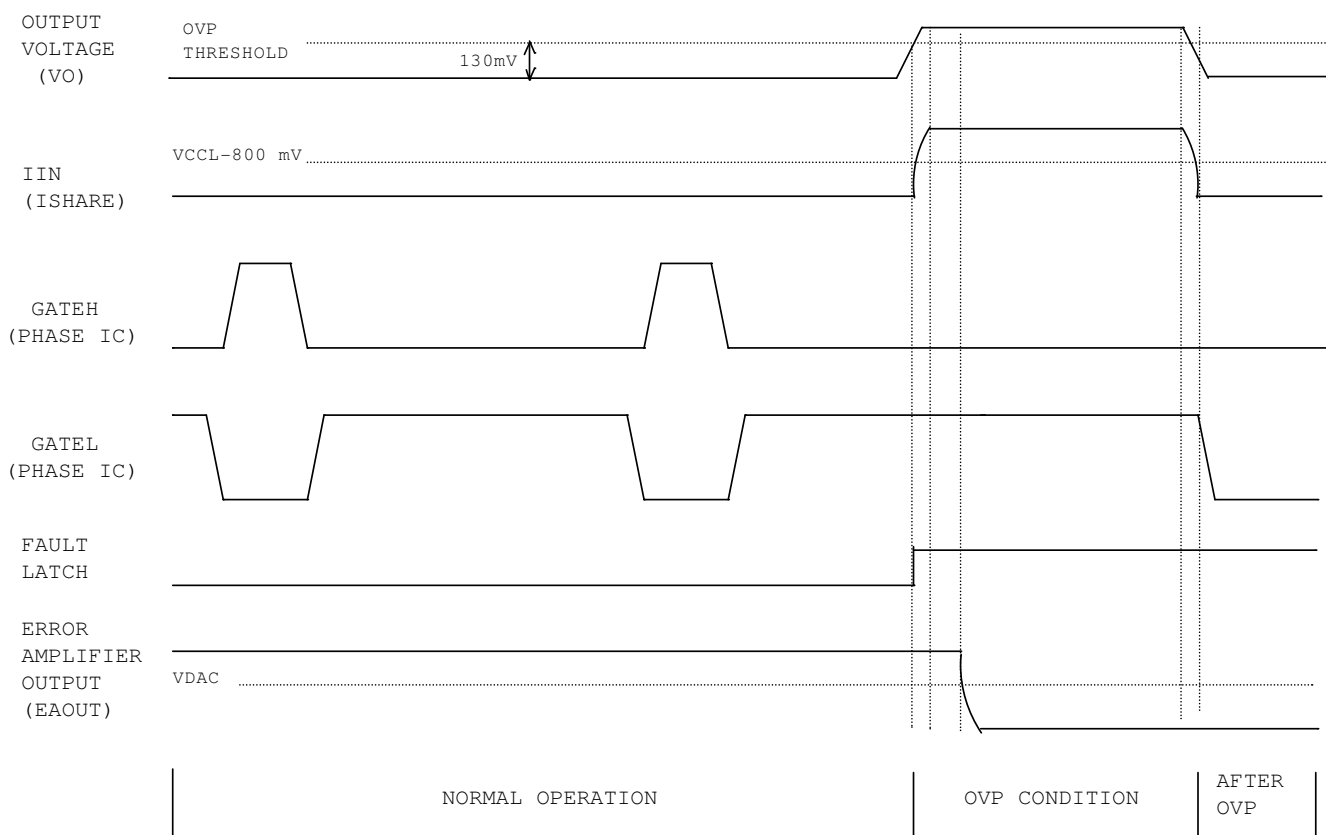 OUTPUT
VOLTAGE
(VO)
OVP
THRESHOLD
130mV
VCCL-800 mV
IIN
(ISHARE)
GATEH
(PHASE IC)
GATEL
(PHASE IC)
FAULT
LATCH
ERROR
AMPLIFIER
OUTPUT
(EAOUT)
VDAC
NORMAL OPERATION
OVP CONDITION
AFTER
OVP